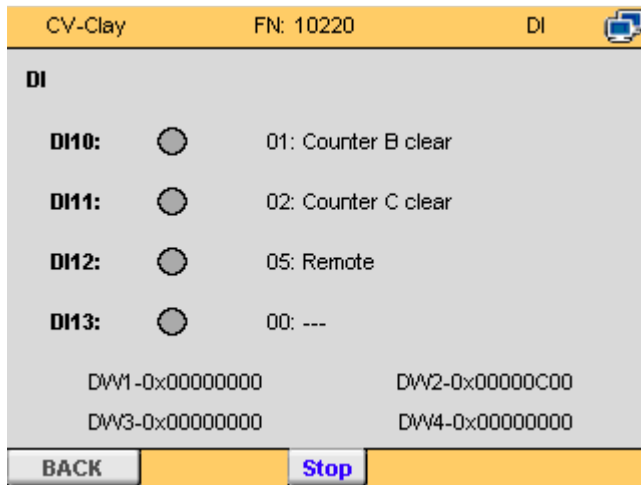 CV-Clay FN: 10220 DI
DI
DI10: 01: Counter B clear
DI11: 02: Counter C clear
DI12: 05: Remote
DI13: 00: ---
DW1-0x00000000 DW2-0x00000C00
DW3-0x00000000 DW4-0x00000000
BACK Stop